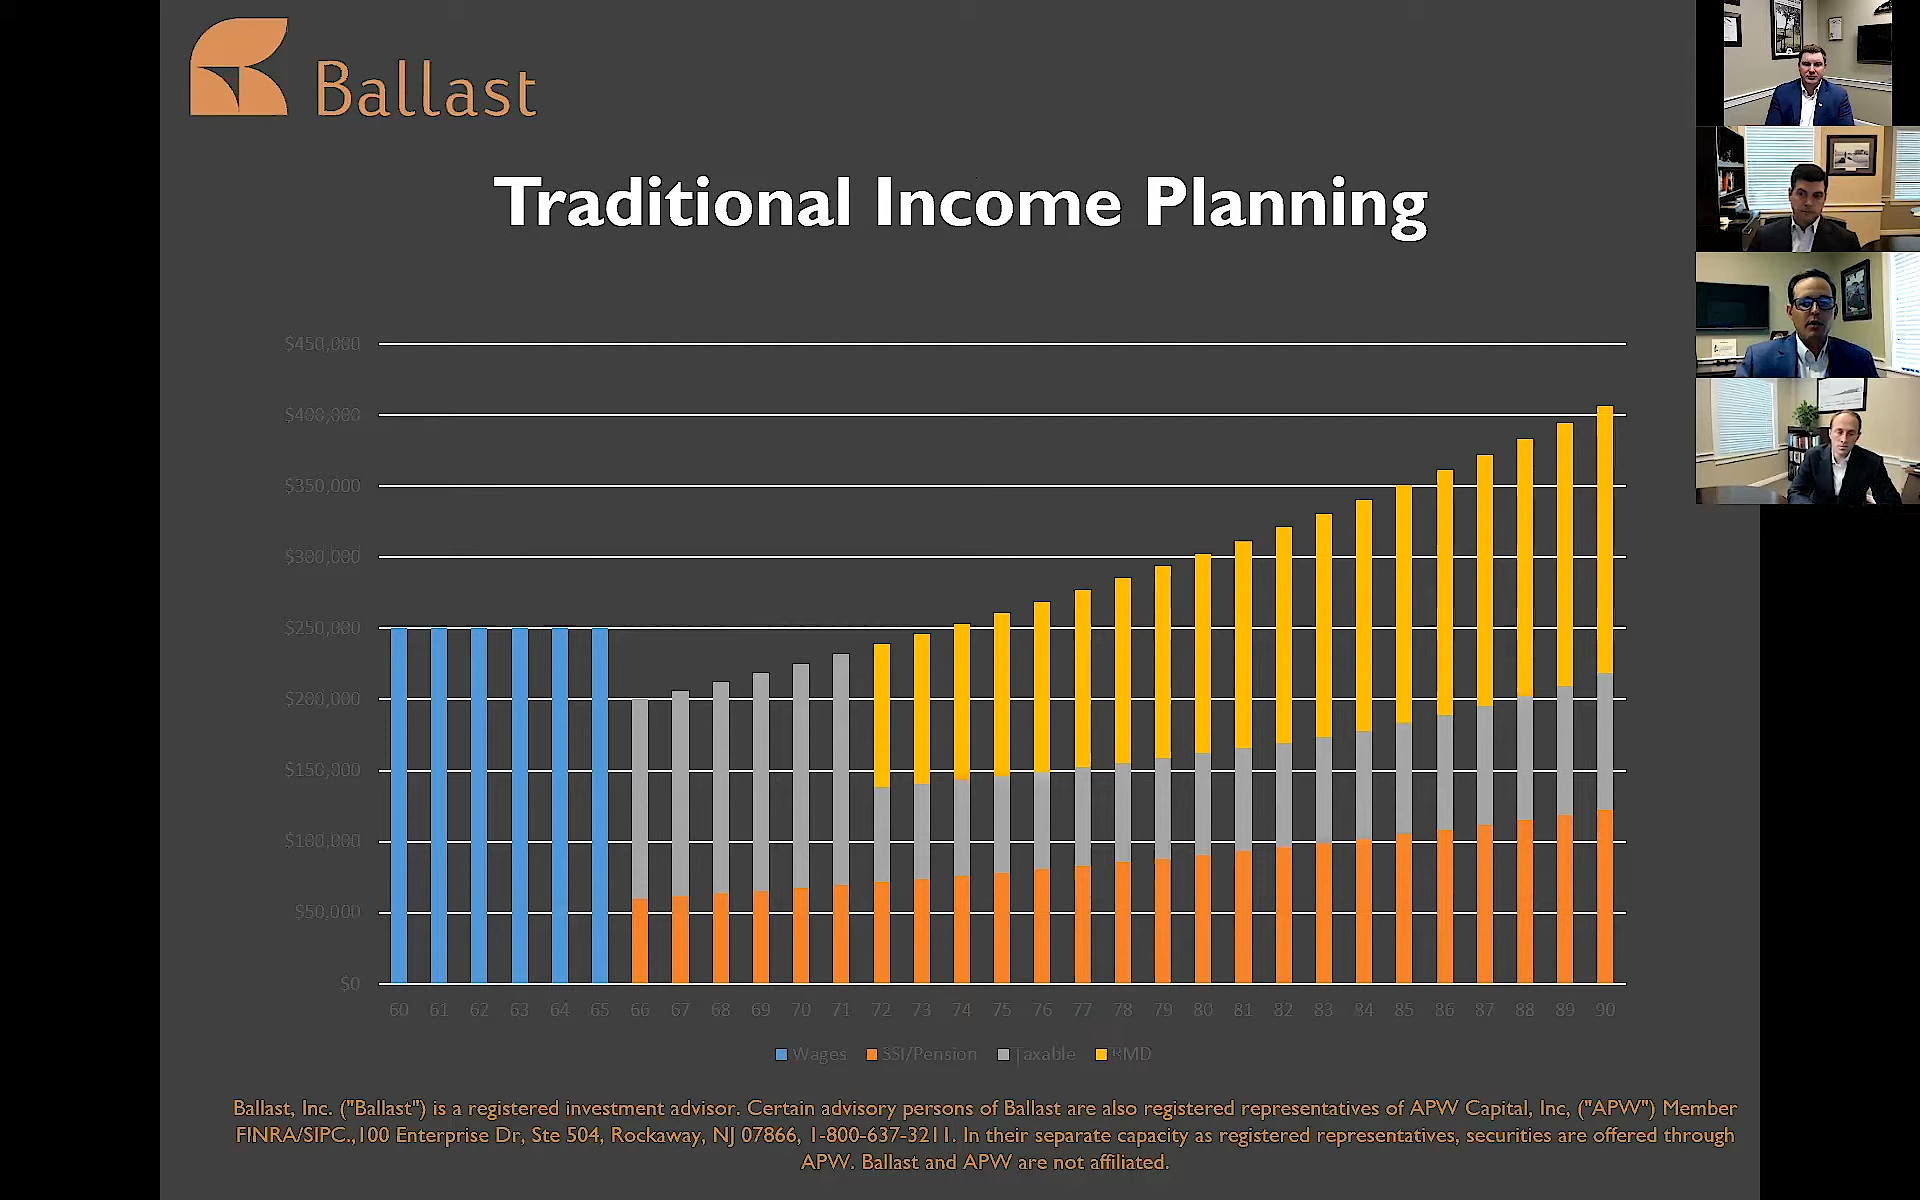 Ballast
Traditional Income Planning
$450,000
$400,000
$350,000
$300,000
$250,000
$200,000
$150,000
$100,000
$50,000
$0
60 61 62 63 64 65 66 67 68 69 70 71 72 73 74 75 76 77 78 79 80 81 82 83 84 85 86 87 88 89 90
Wages SSI/Pension Taxable RMD
Ballast, Inc. ("Ballast") is a registered investment advisor. Certain advisory persons of Ballast are also registered representatives of APW Capital, Inc, ("APW") Member
FINRA/SIPC.,100 Enterprise Dr, Ste 504, Rockaway, NJ 07866, 1-800-637-3211. In their separate capacity as registered representatives, securities are offered through
APW. Ballast and APW are not affiliated.